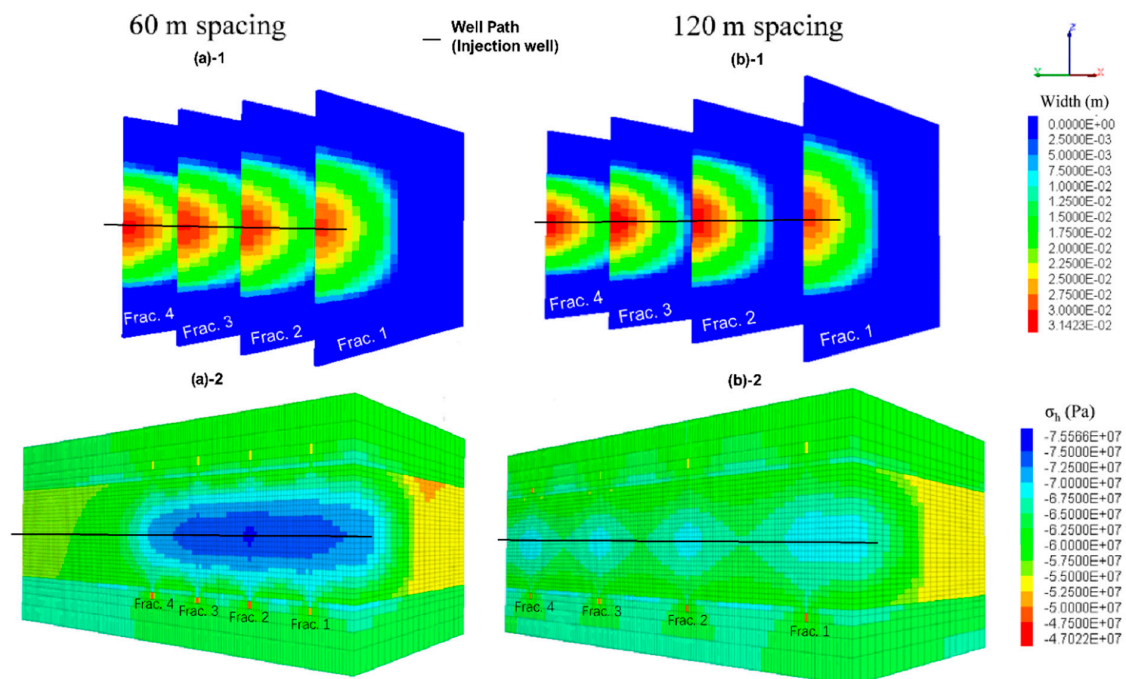 60 m spacing
Well Path
(Injection well)
120 m spacing
(a)-1
(b)-1
Z
Y
X
Width (m)
0.0000E+00
2.5000E-03
5.0000E-03
7.5000E-03
1.0000E-02
1.2500E-02
1.5000E-02
1.7500E-02
2.0000E-02
2.2500E-02
2.5000E-02
2.7500E-02
3.0000E-02
3.1423E-02
Frac. 4
Frac. 3
Frac. 2
Frac. 1
Frac. 4
Frac. 3
Frac. 2
Frac. 1
(a)-2
(b)-2
σh (Pa)
-7.5566E+07
-7.5000E+07
-7.2500E+07
-7.0000E+07
-6.7500E+07
-6.5000E+07
-6.2500E+07
-6.0000E+07
-5.7500E+07
-5.5000E+07
-5.2500E+07
-5.0000E+07
-4.7500E+07
-4.7022E+07
Frac. 4
Frac. 3
Frac. 2
Frac. 1
Frac. 4
Frac. 3
Frac. 2
Frac. 1